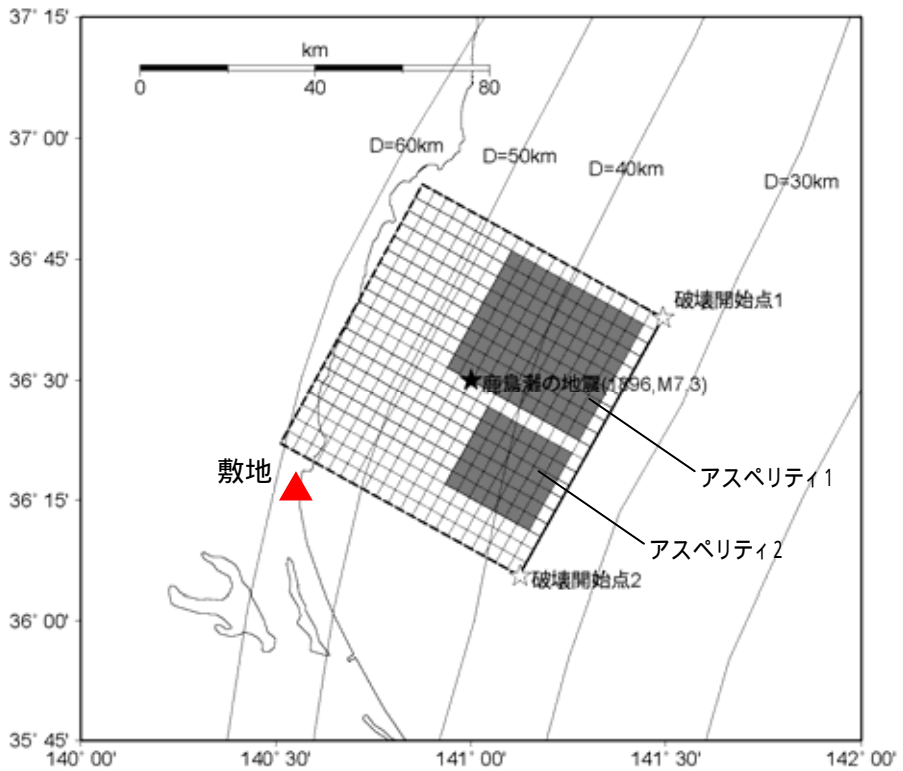 37° 15'
km
0 40 80
37° 00'
D=60km
D=50km
D=40km
D=30km
36° 45'
破壊開始点1
36° 30'
鹿島灘の地震(1896,M7.3)
敷地
アスペリティ1
36° 15'
アスペリティ2
破壊開始点2
36° 00'
35° 45'
140° 00' 140° 30' 141° 00' 141° 30' 142° 00'